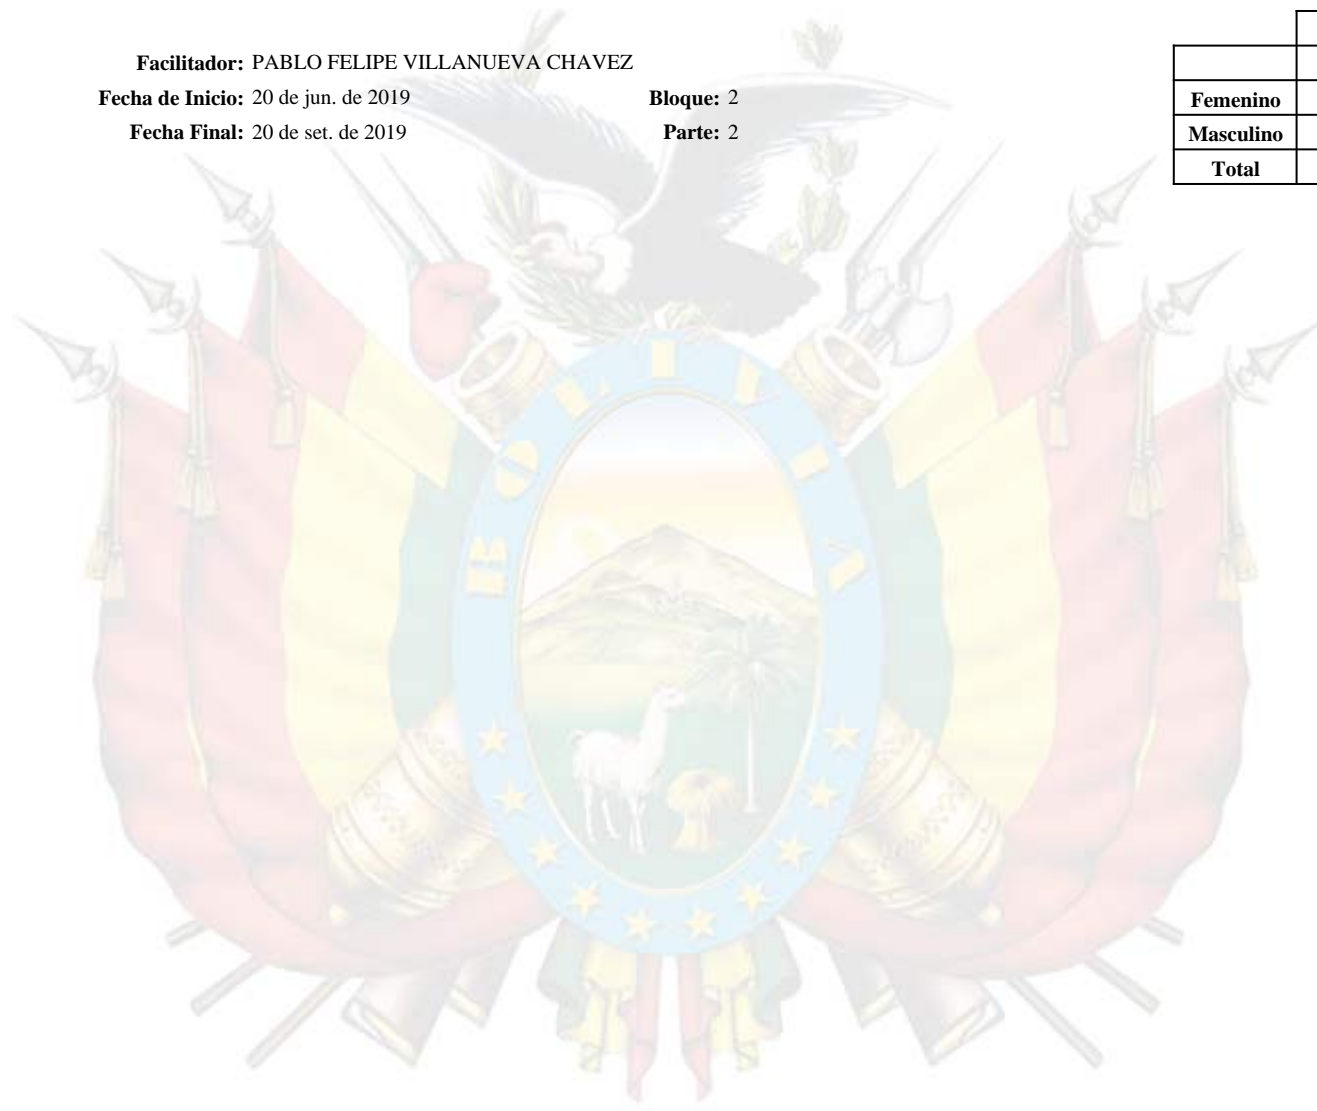 Facilitador: PABLO FELIPE VILLANUEVA CHAVEZ
Fecha de Inicio: 20 de jun. de 2019 Bloque: 2
Fecha Final: 20 de set. de 2019 Parte: 2
Femenino
Masculino
Total
BOLIVIA